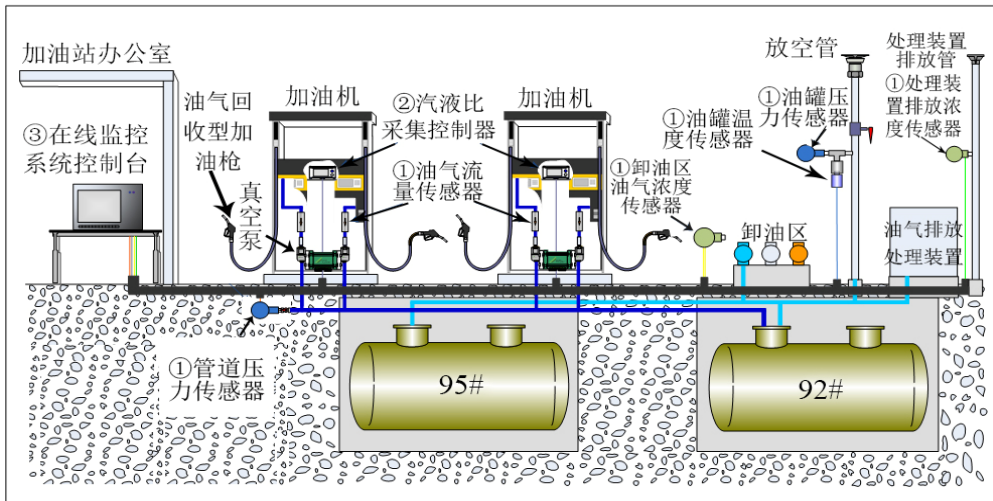 加油站办公室
③在线监控
系统控制台
油气回
收型加
油枪
真空泵
加油机
②汽液比
采集控制器
①油气流
量传感器
加油机
①卸油区
油气浓度
传感器
①油罐温
度传感器
放空管
①油罐压
力传感器
处理装置
排放管
①处理装
置排放浓
度传感器
卸油区
油气排放
处理装置
①管道压
力传感器
95#
92#